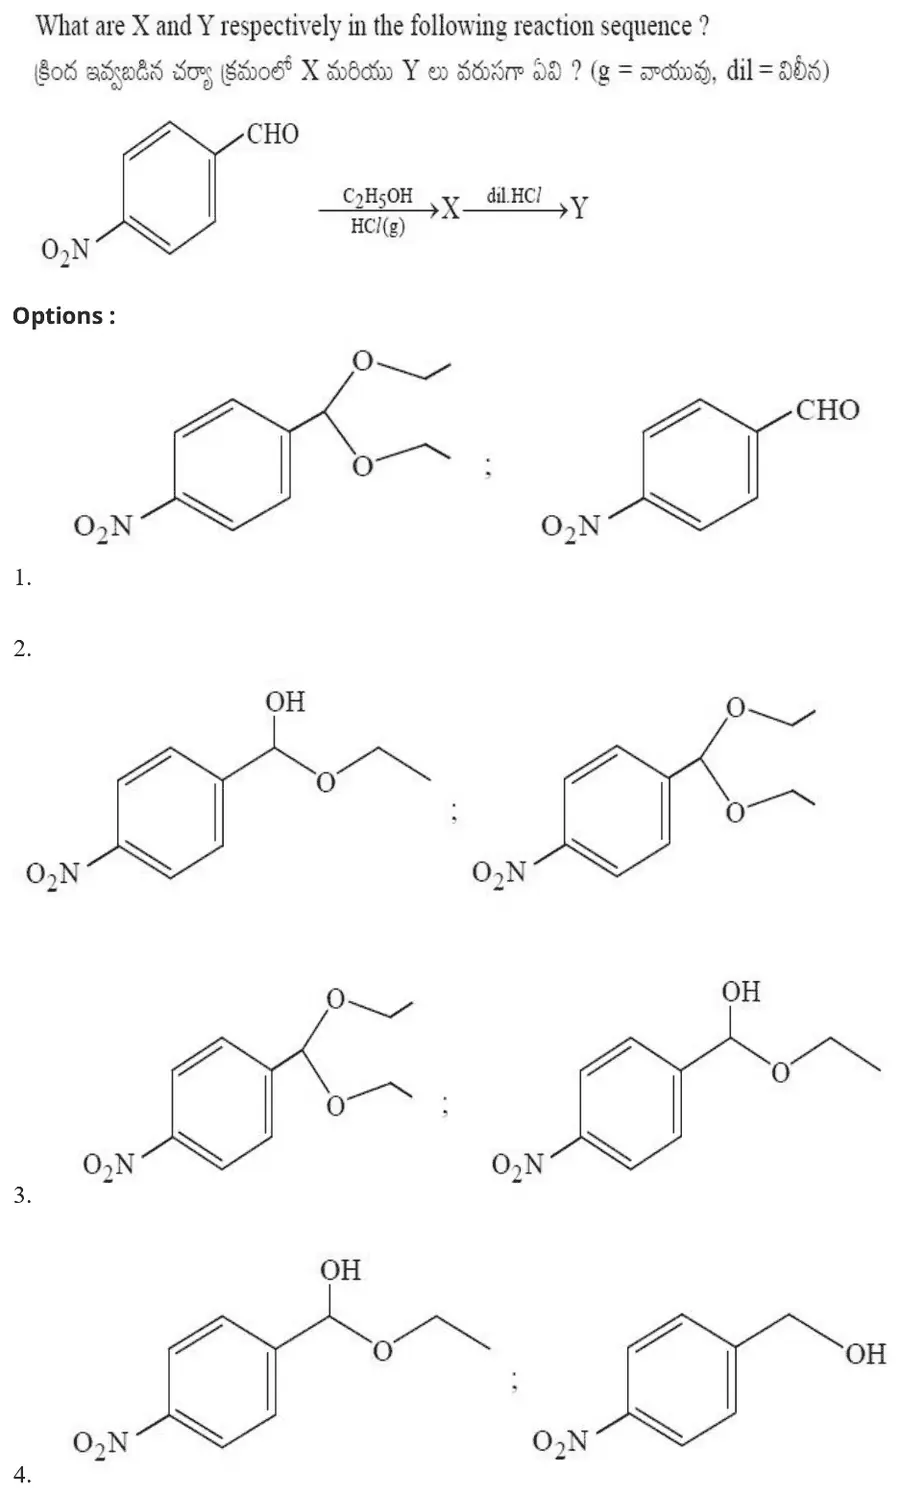 What are X and Y respectively in the following reaction sequence ?
క్రింద ఇవ్వబడిన చర్యా క్రమంలో X మరియు Y లు వరుసగా ఏవి ? (g = వాయువు, dil = విలీన)
CHO
O₂N
C₂H₅OH
HCl(g)
X
dil.HCl
Y
Options :
O
O
O₂N
;
CHO
O₂N
1.
2.
OH
O
O₂N
;
O
O
O₂N
O
O
O₂N
;
OH
O
O₂N
3.
OH
O
O₂N
;
OH
O₂N
4.